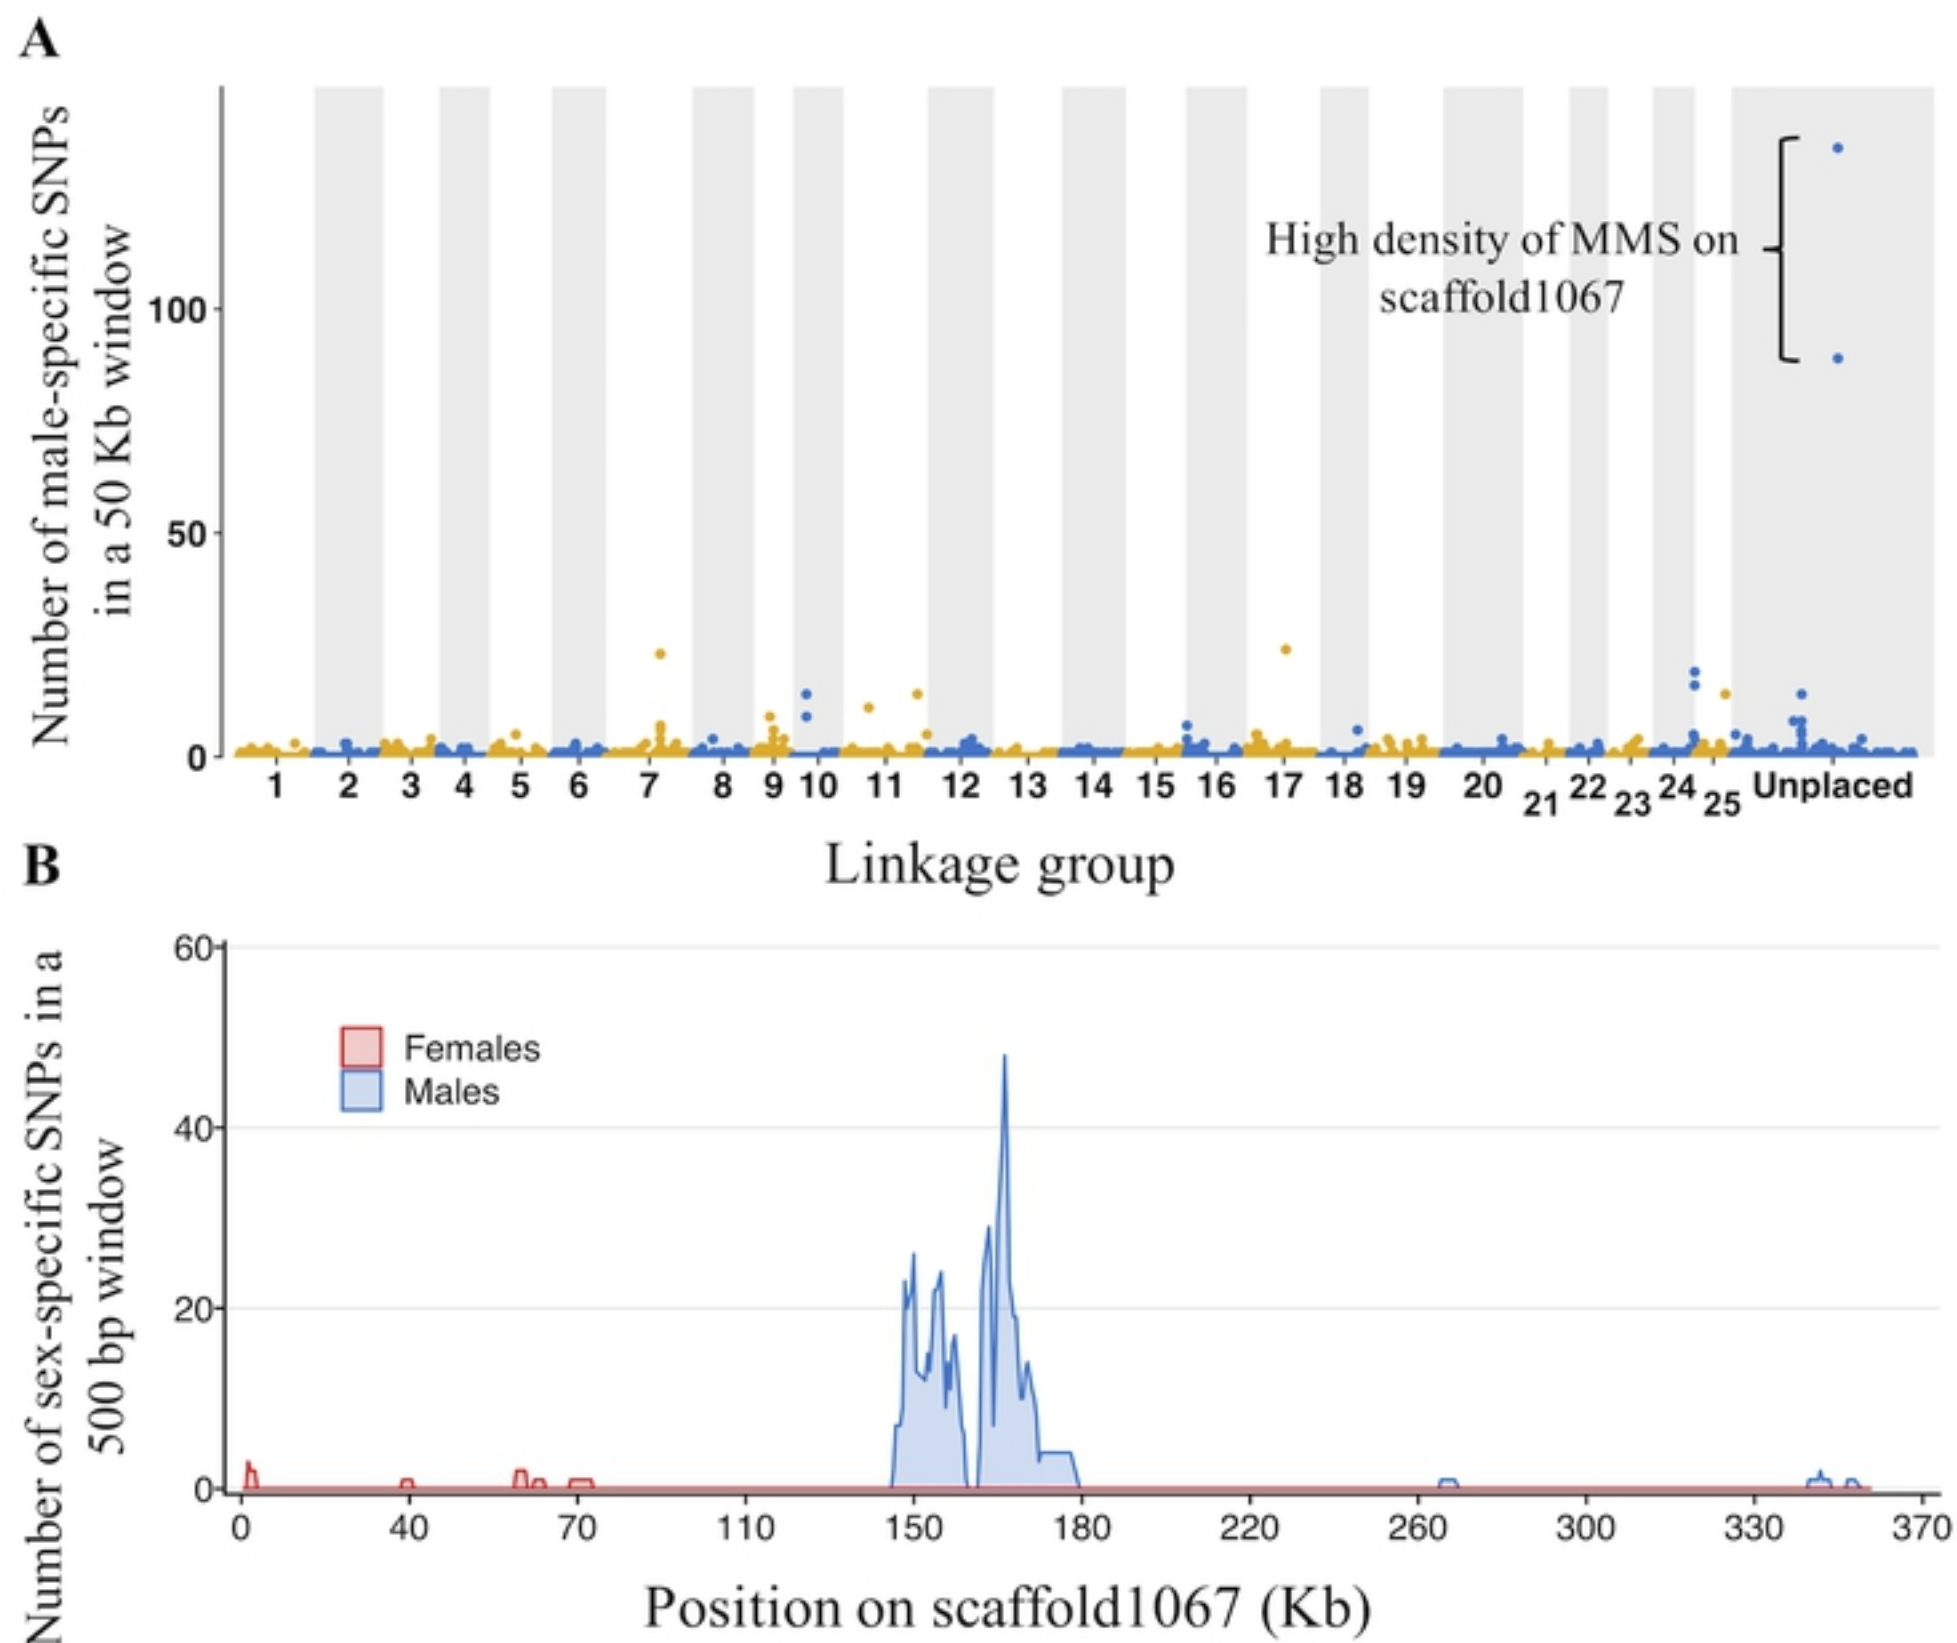 A
Number of male-specific SNPs
in a 50 Kb window
100
50
0
High density of MMS on
scaffold1067
1 2 3 4 5 6 7 8 9 10 11 12 13 14 15 16 17 18 19 20 21 22 23 24 25 Unplaced
Linkage group
B
Number of sex-specific SNPs in a
500 bp window
60
40
20
0
Females
Males
0 40 70 110 150 180 220 260 300 330 370
Position on scaffold1067 (Kb)